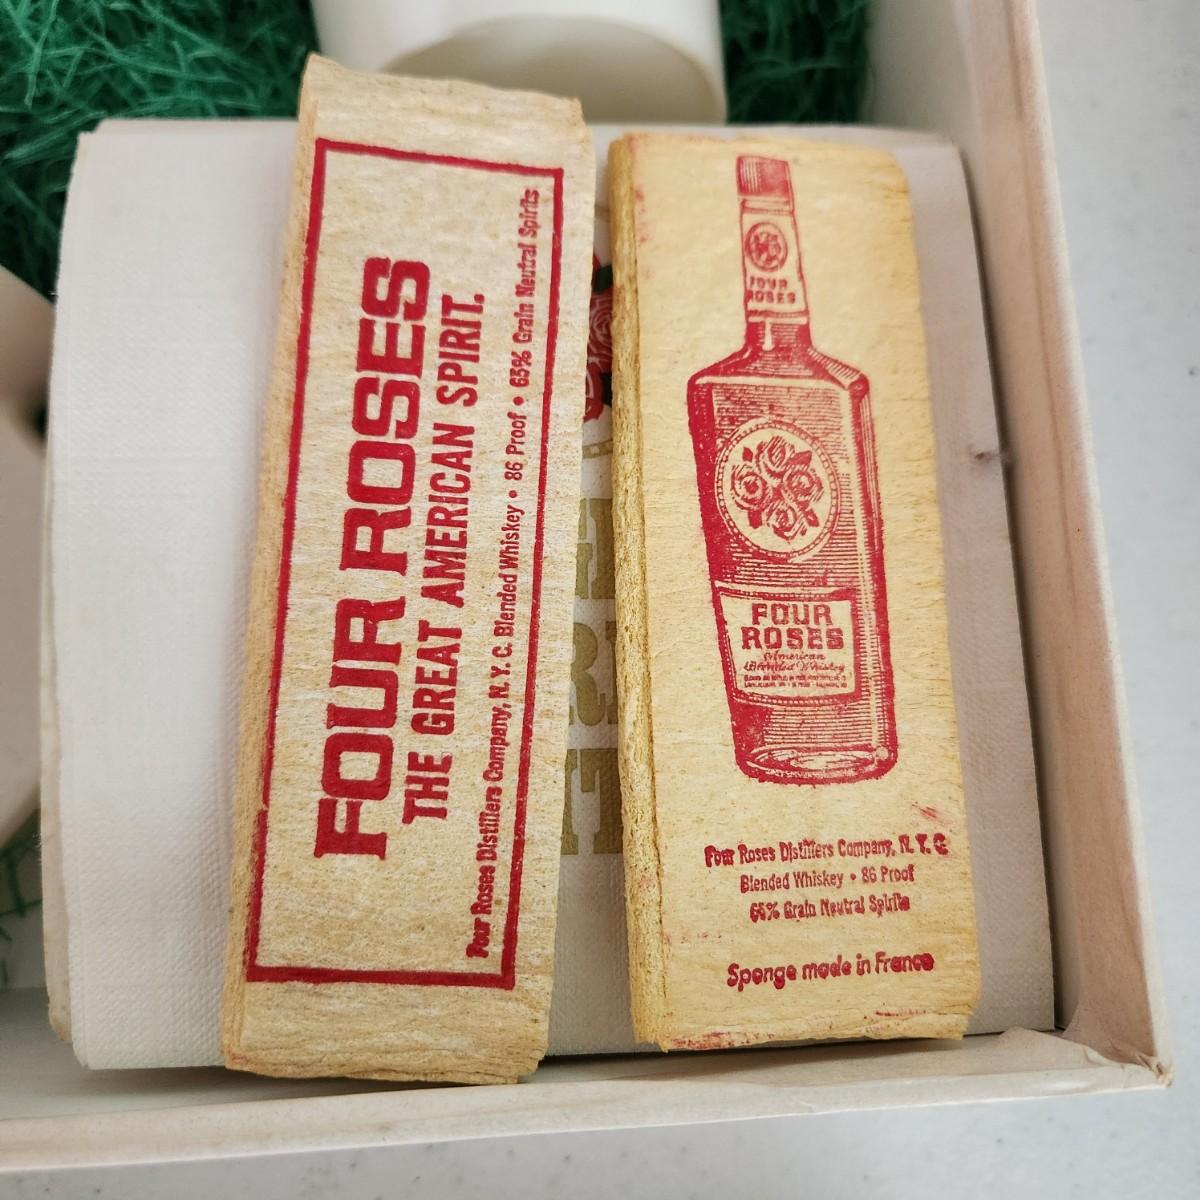 FOUR ROSES
THE GREAT AMERICAN SPIRIT.
Four Roses Distillers Company, N.Y.C. Blended Whiskey • 86 Proof • 65% Grain Neutral Spirits
FOUR
ROSES
FOUR
ROSES
American
Blended Whiskey
Four Roses Distillers Company, N.Y.C.
Blended Whiskey • 86 Proof
65% Grain Neutral Spirits
Sponge made in France